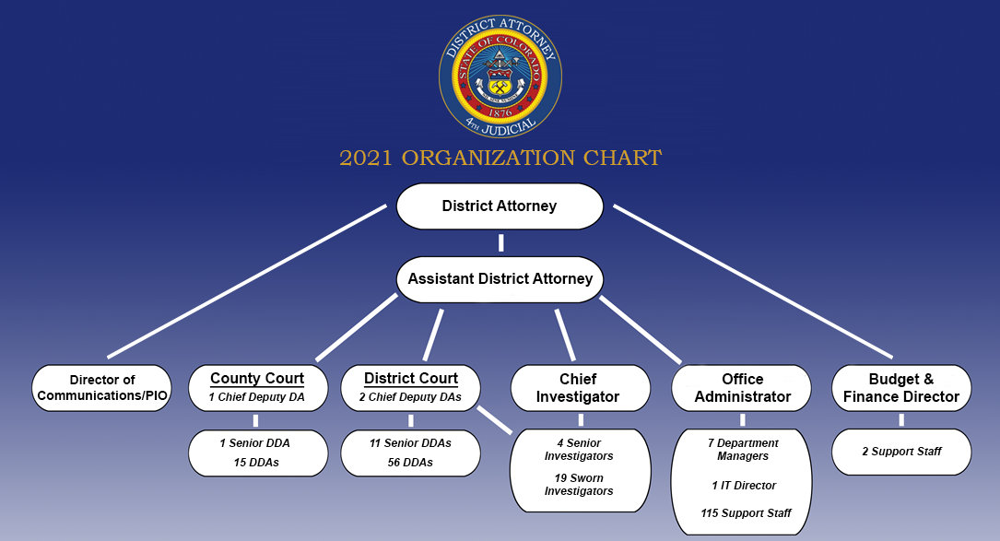 DISTRICT ATTORNEY
STATE OF COLORADO
NIL SINE NUMINE
1876
4TH JUDICIAL
2021 ORGANIZATION CHART
District Attorney
Assistant District Attorney
Director of
Communications/PIO
County Court
1 Chief Deputy DA
District Court
2 Chief Deputy DAs
Chief
Investigator
Office
Administrator
Budget &
Finance Director
1 Senior DDA
15 DDAs
11 Senior DDAs
56 DDAs
4 Senior
Investigators
19 Sworn
Investigators
7 Department
Managers
1 IT Director
115 Support Staff
2 Support Staff